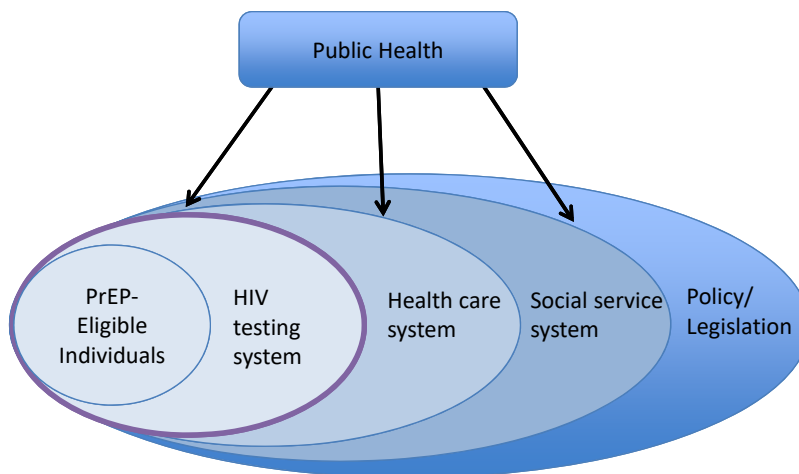 Public Health
PrEP-
Eligible
Individuals
HIV
testing
system
Health care
system
Social service
system
Policy/
Legislation